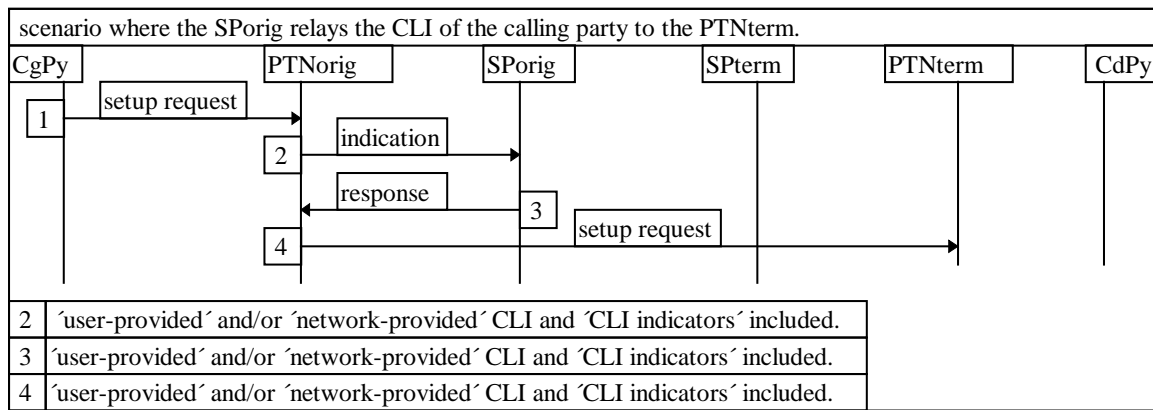 scenario where the SPorig relays the CLI of the calling party to the PTNterm.
CgPy PTNorig SPorig SPterm PTNterm CdPy
1 setup request
2 indication
response 3
4 setup request
2 ´user-provided´ and/or ´network-provided´ CLI and ´CLI indicators´ included.
3 ´user-provided´ and/or ´network-provided´ CLI and ´CLI indicators´ included.
4 ´user-provided´ and/or ´network-provided´ CLI and ´CLI indicators´ included.